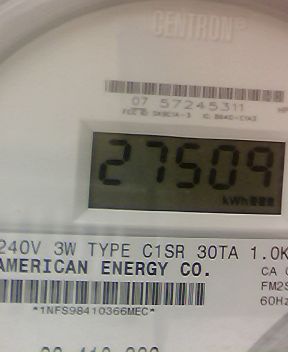 CENTRON®
07 57245311
27509
kWh
240V 3W TYPE C1SR 30TA 1.0K
AMERICAN ENERGY CO.
CA
FM2S
60Hz
*1NFS98410366MEC*